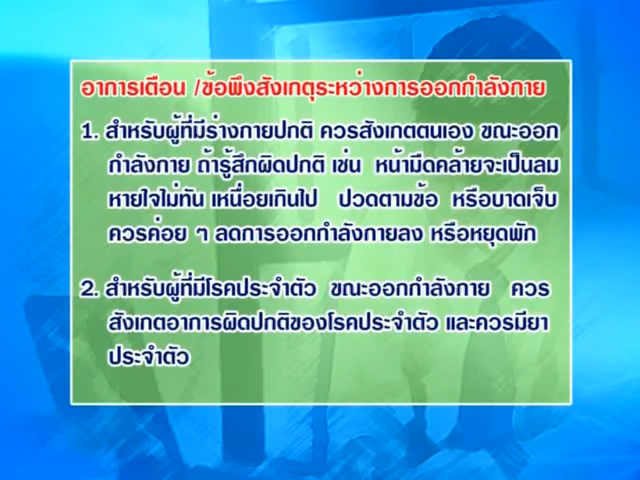 อาการเตือน /ข้อพึงสังเกตุระหว่างการออกกำลังกาย
1. สำหรับผู้ที่มีร่างกายปกติ ควรสังเกตตนเอง ขณะออก
กำลังกาย ถ้ารู้สึกผิดปกติ เช่น หน้ามืดคล้ายจะเป็นลม
หายใจไม่ทัน เหนื่อยเกินไป ปวดตามข้อ หรือบาดเจ็บ
ควรค่อย ๆ ลดการออกกำลังกายลง หรือหยุดพัก
2. สำหรับผู้ที่มีโรคประจำตัว ขณะออกกำลังกาย ควร
สังเกตอาการผิดปกติของโรคประจำตัว และควรมียา
ประจำตัว